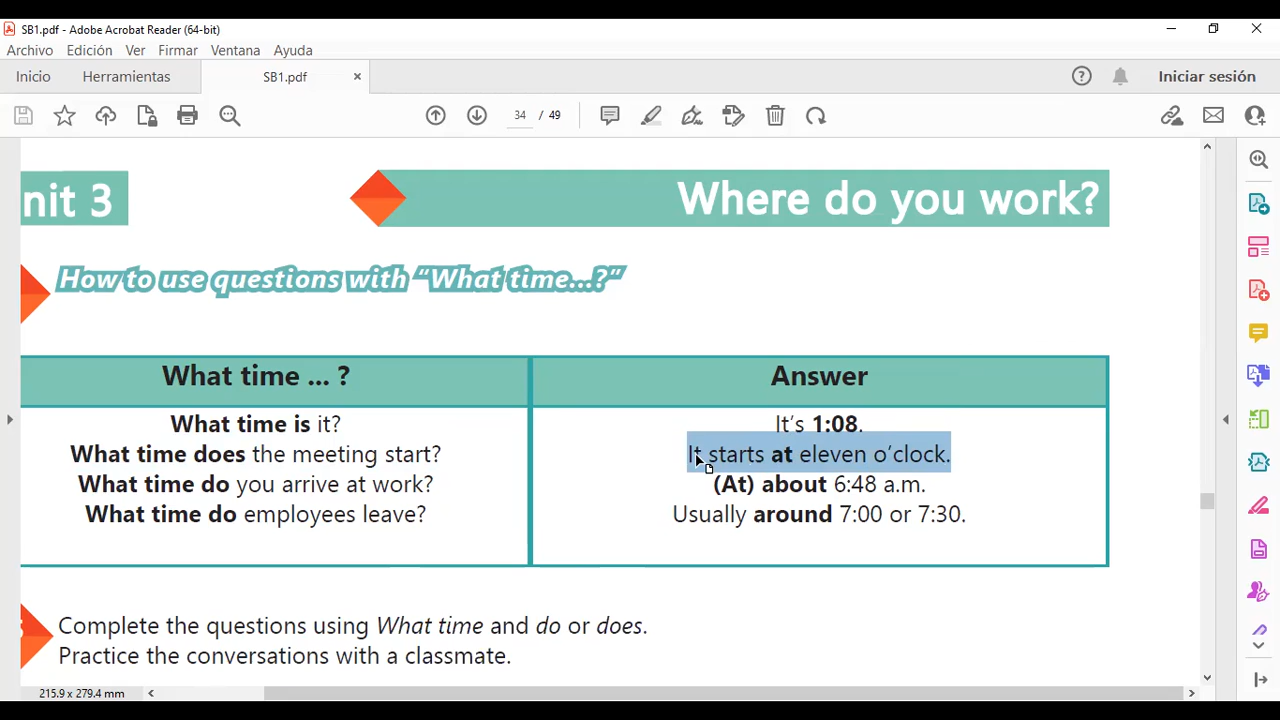 SB1.pdf - Adobe Acrobat Reader (64-bit)
Archivo Edición Ver Firmar Ventana Ayuda
Inicio Herramientas SB1.pdf × Iniciar sesión
34 / 49
nit 3 Where do you work?
How to use questions with “What time...?”
What time ... ? Answer
What time is it? It’s 1:08.
What time does the meeting start? It starts at eleven o’clock.
What time do you arrive at work? (At) about 6:48 a.m.
What time do employees leave? Usually around 7:00 or 7:30.
Complete the questions using What time and do or does.
Practice the conversations with a classmate.
215.9 x 279.4 mm